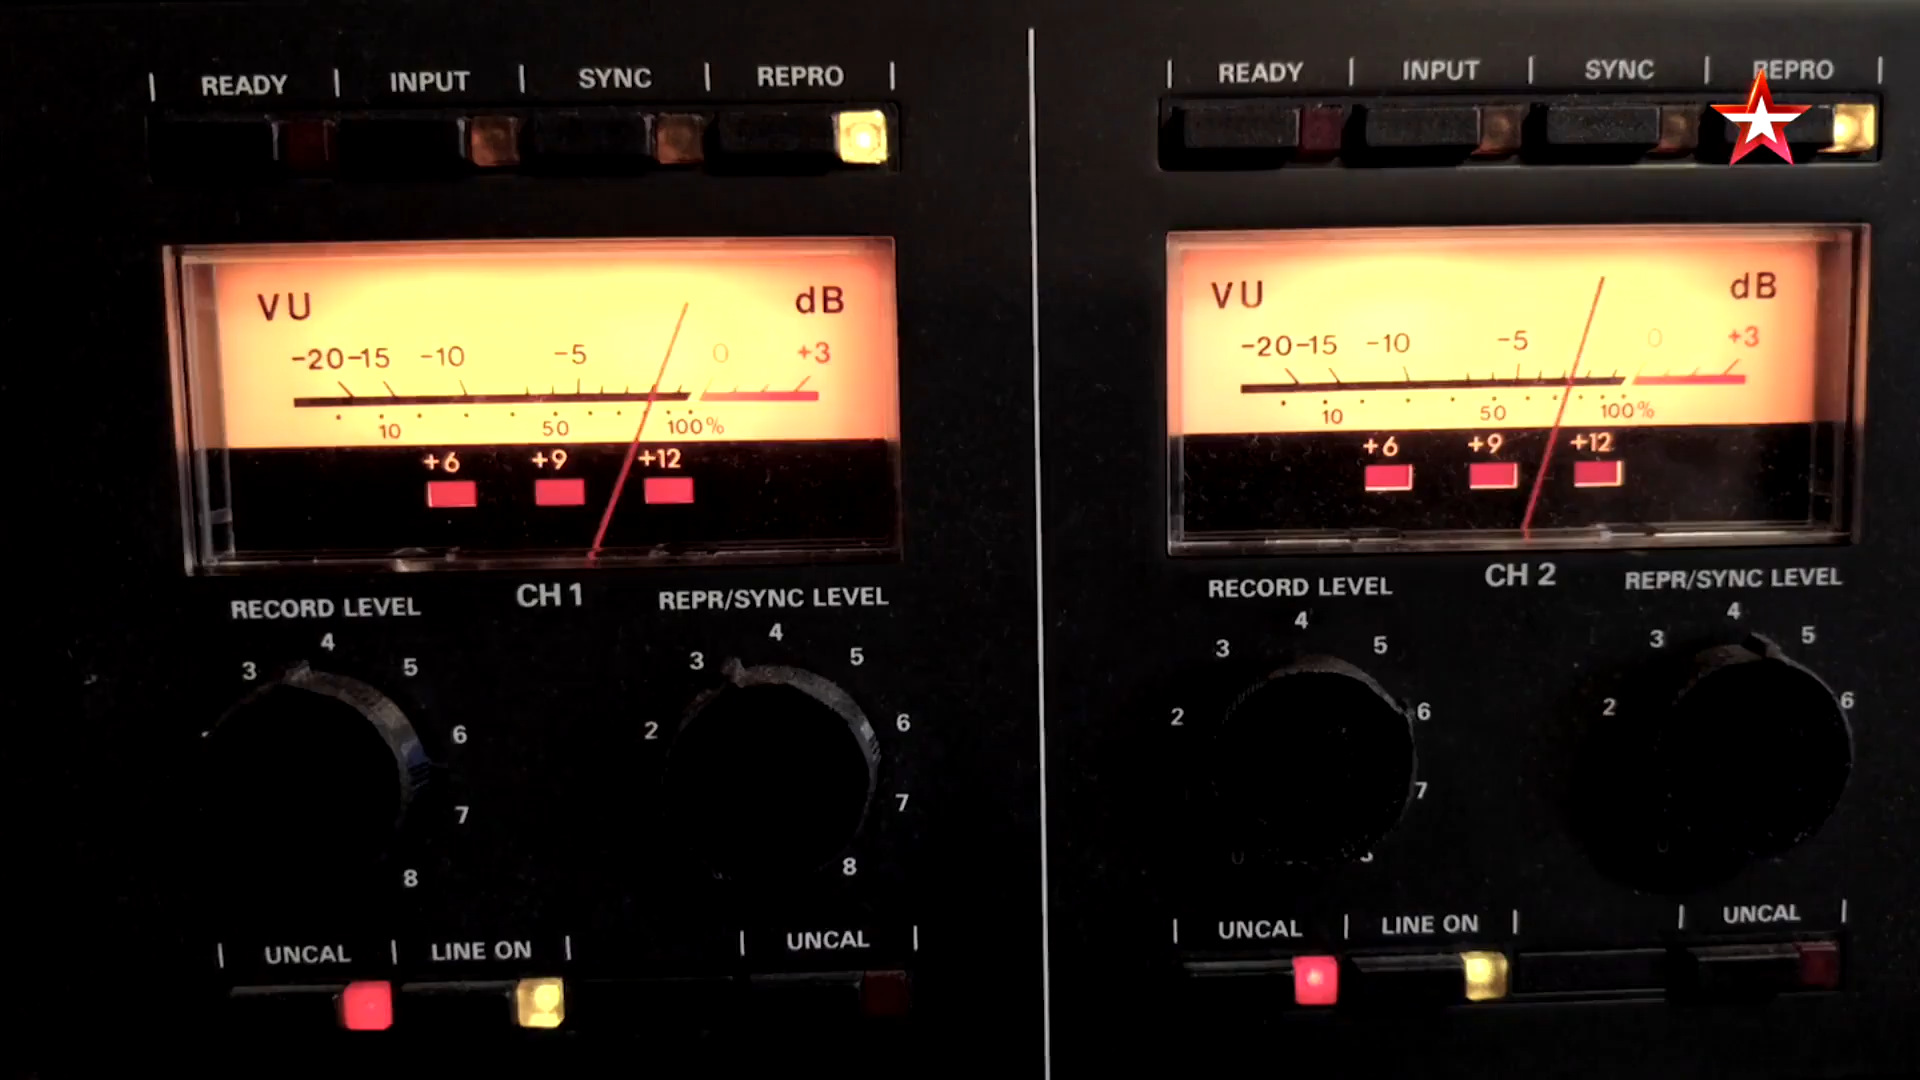 READY INPUT SYNC REPRO
VU dB
-20 -15 -10 -5 0 +3
10 50 100%
+6 +9 +12
CH 1
RECORD LEVEL REPR/SYNC LEVEL
3 4 5 6 7 8
2 3 4 5 6 7 8
UNCAL LINE ON UNCAL
READY INPUT SYNC REPRO
VU dB
-20 -15 -10 -5 0 +3
10 50 100%
+6 +9 +12
CH 2
RECORD LEVEL REPR/SYNC LEVEL
2 3 4 5 6 7
2 3 4 5 6
UNCAL LINE ON UNCAL